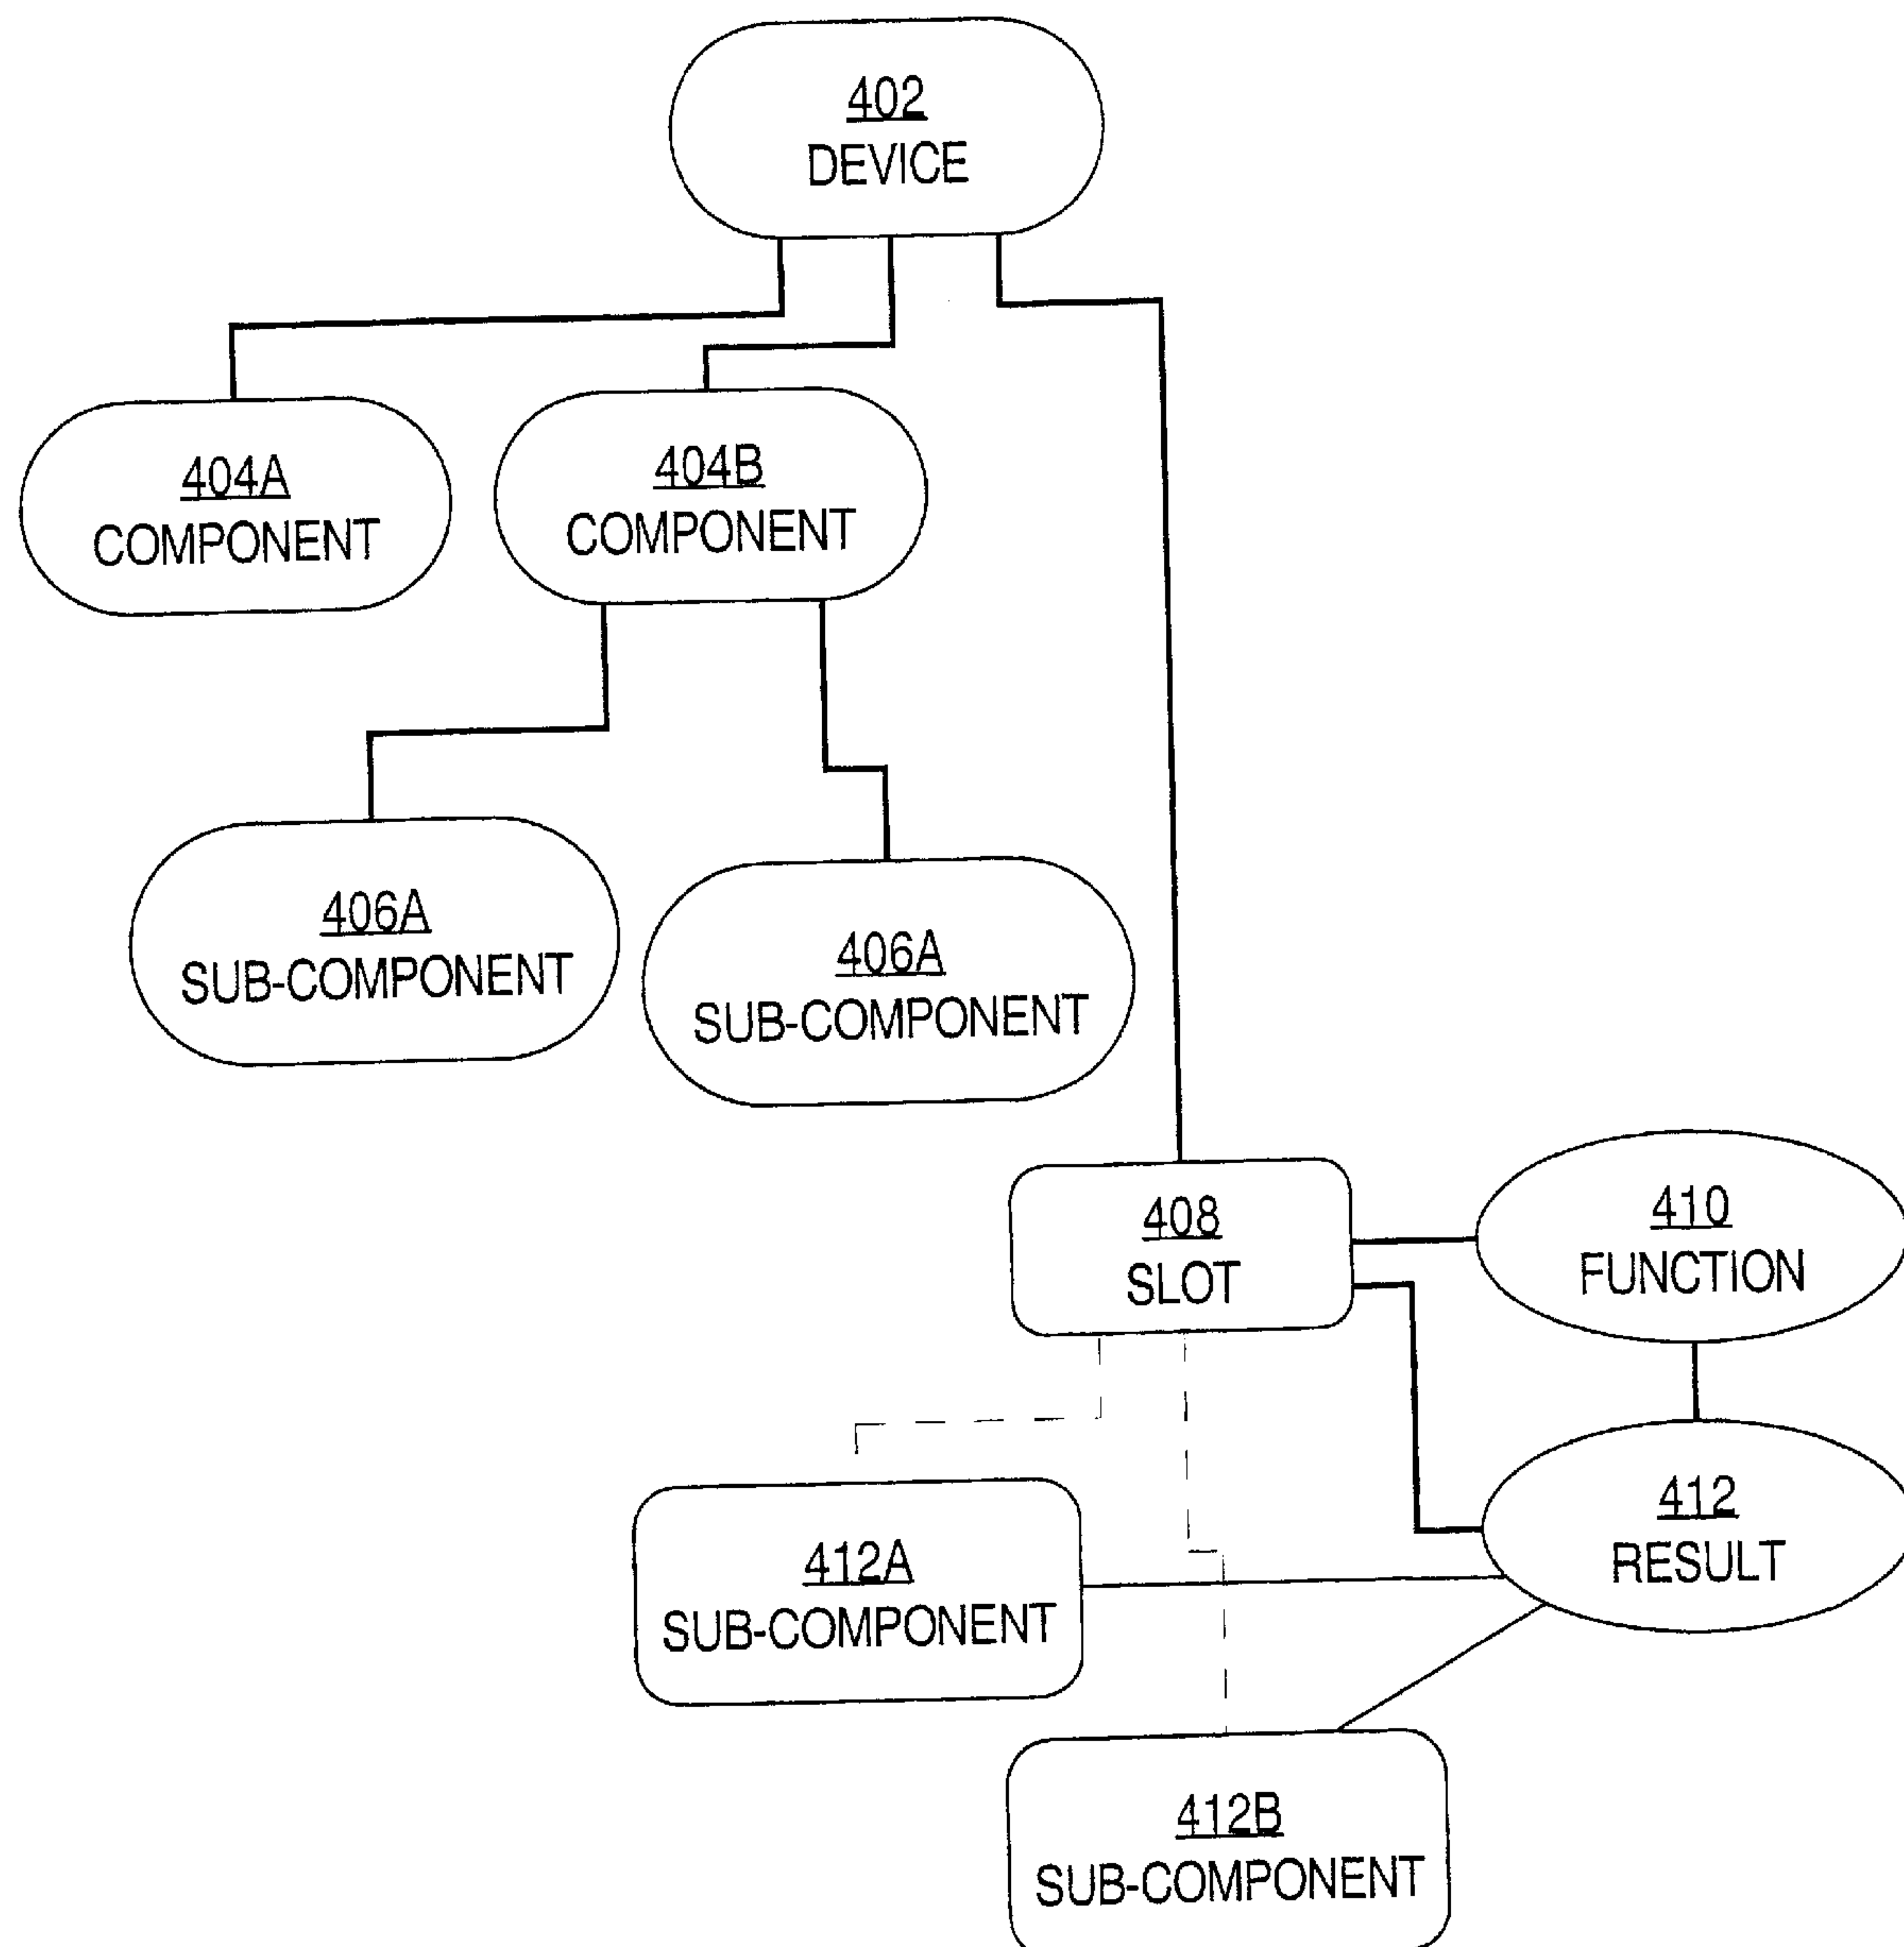 402
DEVICE
404A
COMPONENT
404B
COMPONENT
406A
SUB-COMPONENT
406A
SUB-COMPONENT
408
SLOT
410
FUNCTION
412
RESULT
412A
SUB-COMPONENT
412B
SUB-COMPONENT